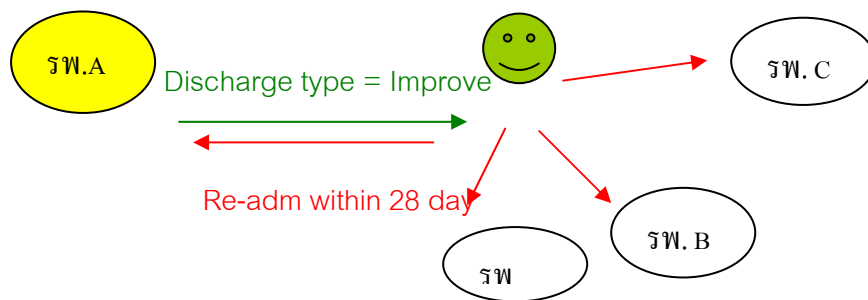 รพ.A
Discharge type = Improve
รพ. C
Re-adm within 28 day
รพ. B
รพ